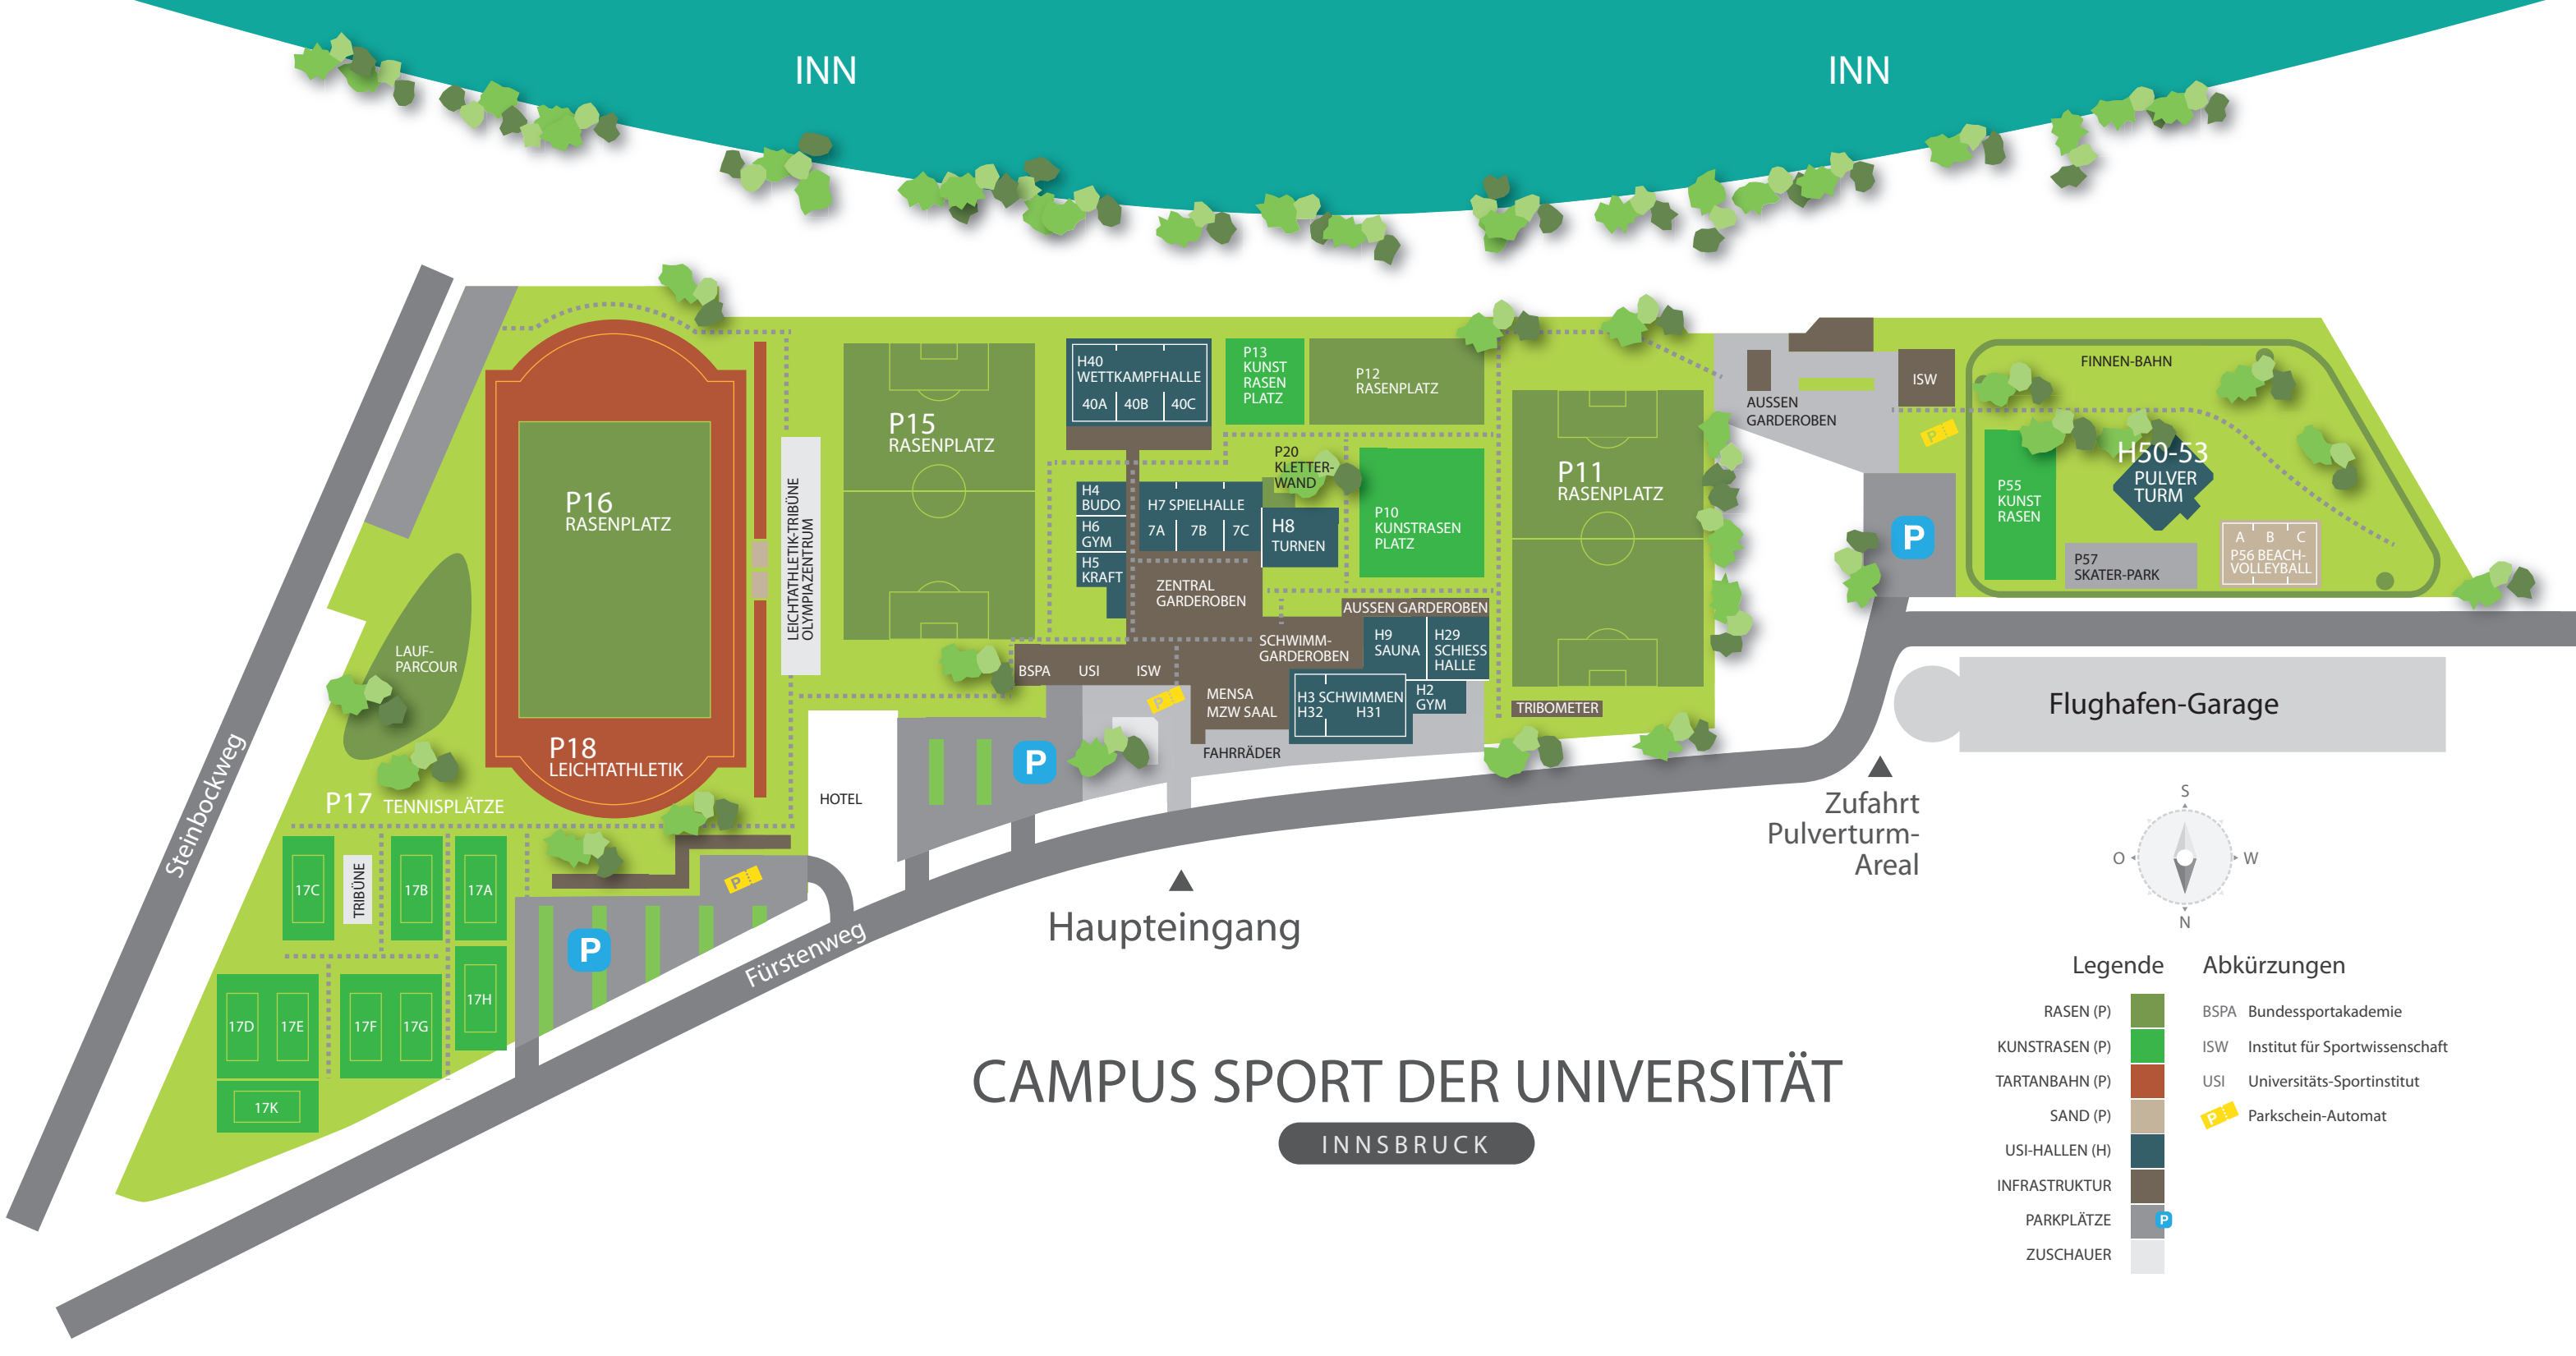 INN
INN
P16
RASENPLATZ
P18
LEICHTATHLETIK
LAUF-
PARCOUR
P17 TENNISPLÄTZE
17C
TRIBÜNE
17B
17A
17H
17D
17E
17F
17G
17K
Steinbockweg
Fürstenweg
P
P
LEICHTATHLETIK-TRIBÜNE
OLYMPIAZENTRUM
P15
RASENPLATZ
HOTEL
P
H40
WETTKAMPFHALLE
40A
40B
40C
P13
KUNST
RASEN
PLATZ
P12
RASENPLATZ
P20
KLETTER-
WAND
H4
BUDO
H6
GYM
H5
KRAFT
H7 SPIELHALLE
7A
7B
7C
H8
TURNEN
P10
KUNSTRASEN
PLATZ
ZENTRAL
GARDEROBEN
AUSSEN GARDEROBEN
SCHWIMM-
GARDEROBEN
H9
SAUNA
H29
SCHIESS
HALLE
BSPA
USI
ISW
P
MENSA
MZW SAAL
H3 SCHWIMMEN
H32
H31
H2
GYM
FAHRRÄDER
P11
RASENPLATZ
TRIBOMETER
AUSSEN
GARDEROBEN
ISW
P
P
FINNEN-BAHN
P55
KUNST
RASEN
H50-53
PULVER
TURM
P57
SKATER-PARK
A B C
P56 BEACH-
VOLLEYBALL
Flughafen-Garage
Zufahrt
Pulverturm-
Areal
Haupteingang
S
O
W
N
CAMPUS SPORT DER UNIVERSITÄT
INNSBRUCK
Legende
RASEN (P)
KUNSTRASEN (P)
TARTANBAHN (P)
SAND (P)
USI-HALLEN (H)
INFRASTRUKTUR
PARKPLÄTZE
P
ZUSCHAUER
Abkürzungen
BSPA Bundessportakademie
ISW Institut für Sportwissenschaft
USI Universitäts-Sportinstitut
P Parkschein-Automat